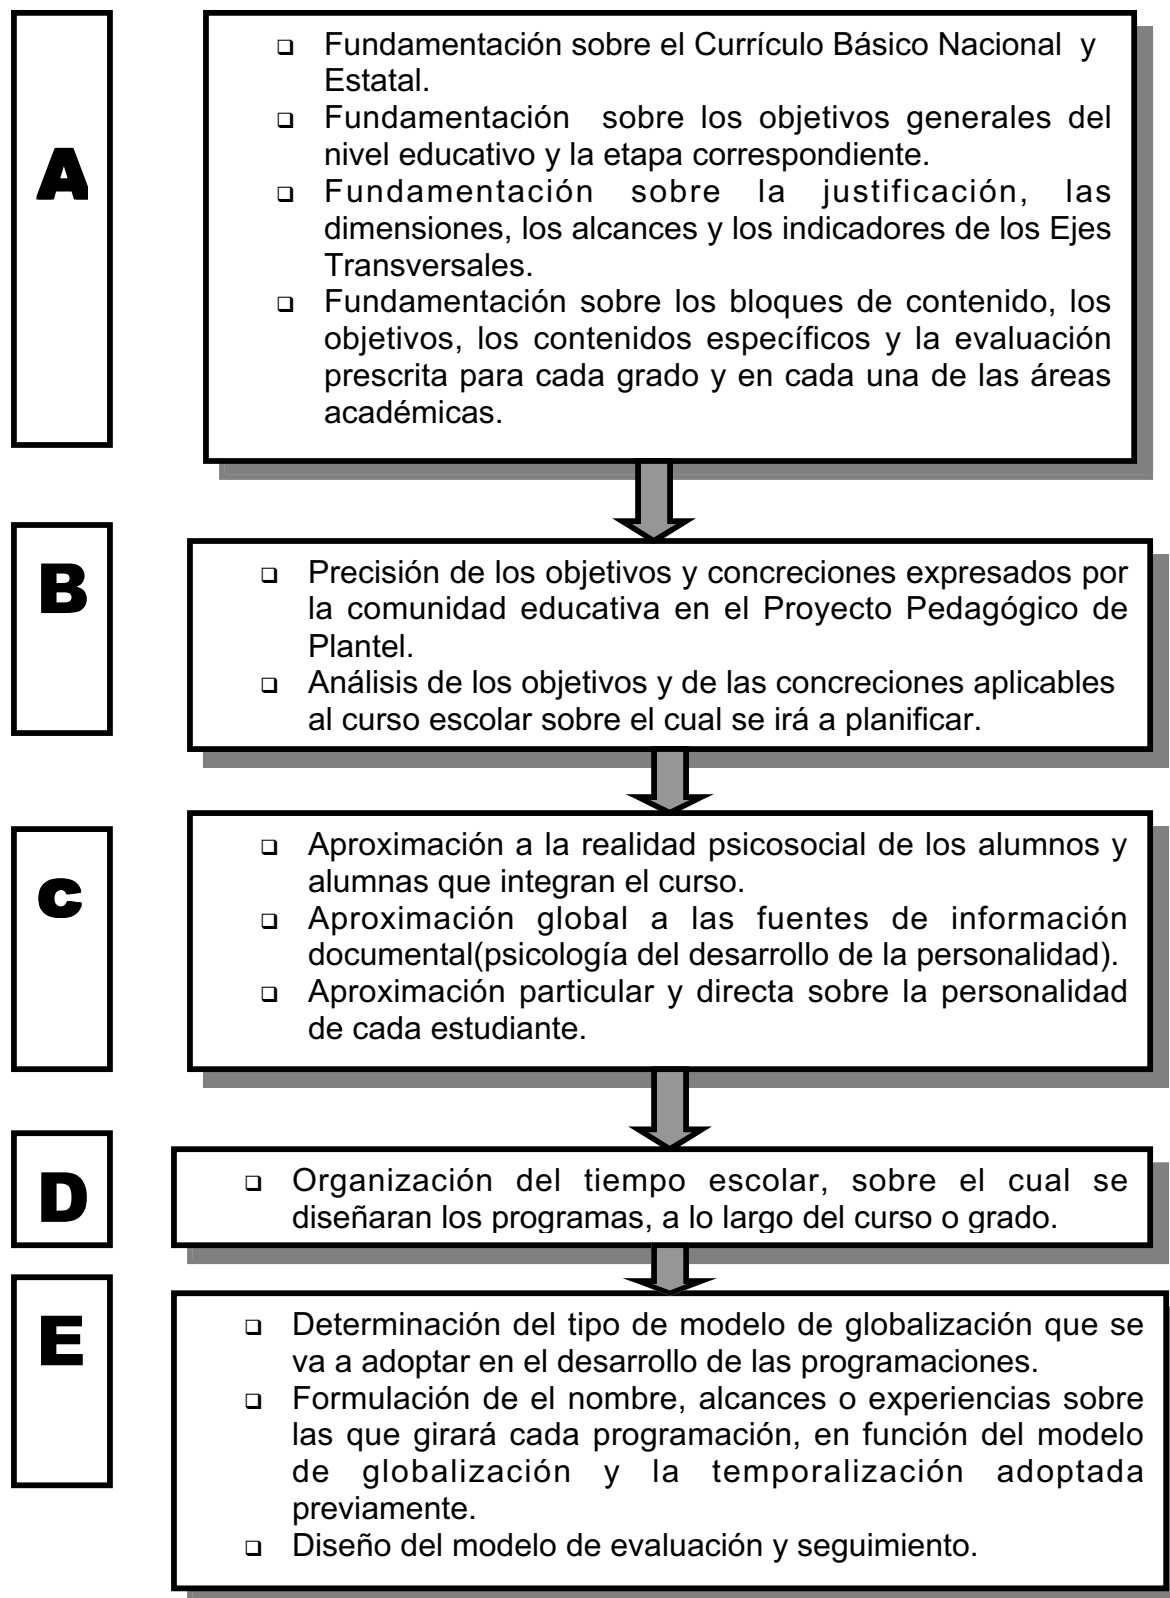 A
❑ Fundamentación sobre el Currículo Básico Nacional y
Estatal.
❑ Fundamentación sobre los objetivos generales del
nivel educativo y la etapa correspondiente.
❑ Fundamentación sobre la justificación, las
dimensiones, los alcances y los indicadores de los Ejes
Transversales.
❑ Fundamentación sobre los bloques de contenido, los
objetivos, los contenidos específicos y la evaluación
prescrita para cada grado y en cada una de las áreas
académicas.
B
❑ Precisión de los objetivos y concreciones expresados por
la comunidad educativa en el Proyecto Pedagógico de
Plantel.
❑ Análisis de los objetivos y de las concreciones aplicables
al curso escolar sobre el cual se irá a planificar.
C
❑ Aproximación a la realidad psicosocial de los alumnos y
alumnas que integran el curso.
❑ Aproximación global a las fuentes de información
documental(psicología del desarrollo de la personalidad).
❑ Aproximación particular y directa sobre la personalidad
de cada estudiante.
D
❑ Organización del tiempo escolar, sobre el cual se
diseñaran los programas, a lo largo del curso o grado.
E
❑ Determinación del tipo de modelo de globalización que se
va a adoptar en el desarrollo de las programaciones.
❑ Formulación de el nombre, alcances o experiencias sobre
las que girará cada programación, en función del modelo
de globalización y la temporalización adoptada
previamente.
❑ Diseño del modelo de evaluación y seguimiento.